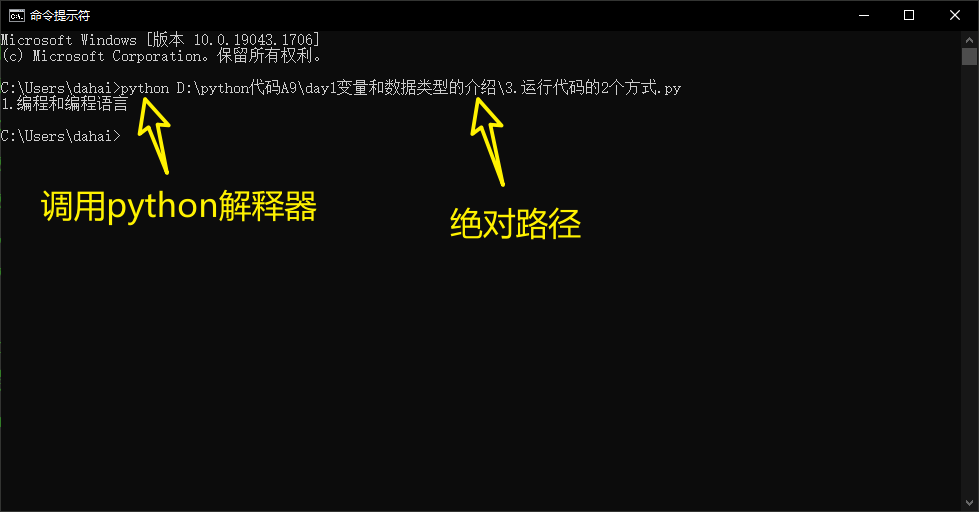 命令提示符
Microsoft Windows [版本 10.0.19043.1706]
(c) Microsoft Corporation。保留所有权利。
C:\Users\dahai>python D:\python代码A9\day1变量和数据类型的介绍\3.运行代码的2个方式.py
1.编程和编程语言
C:\Users\dahai>
调用python解释器
绝对路径